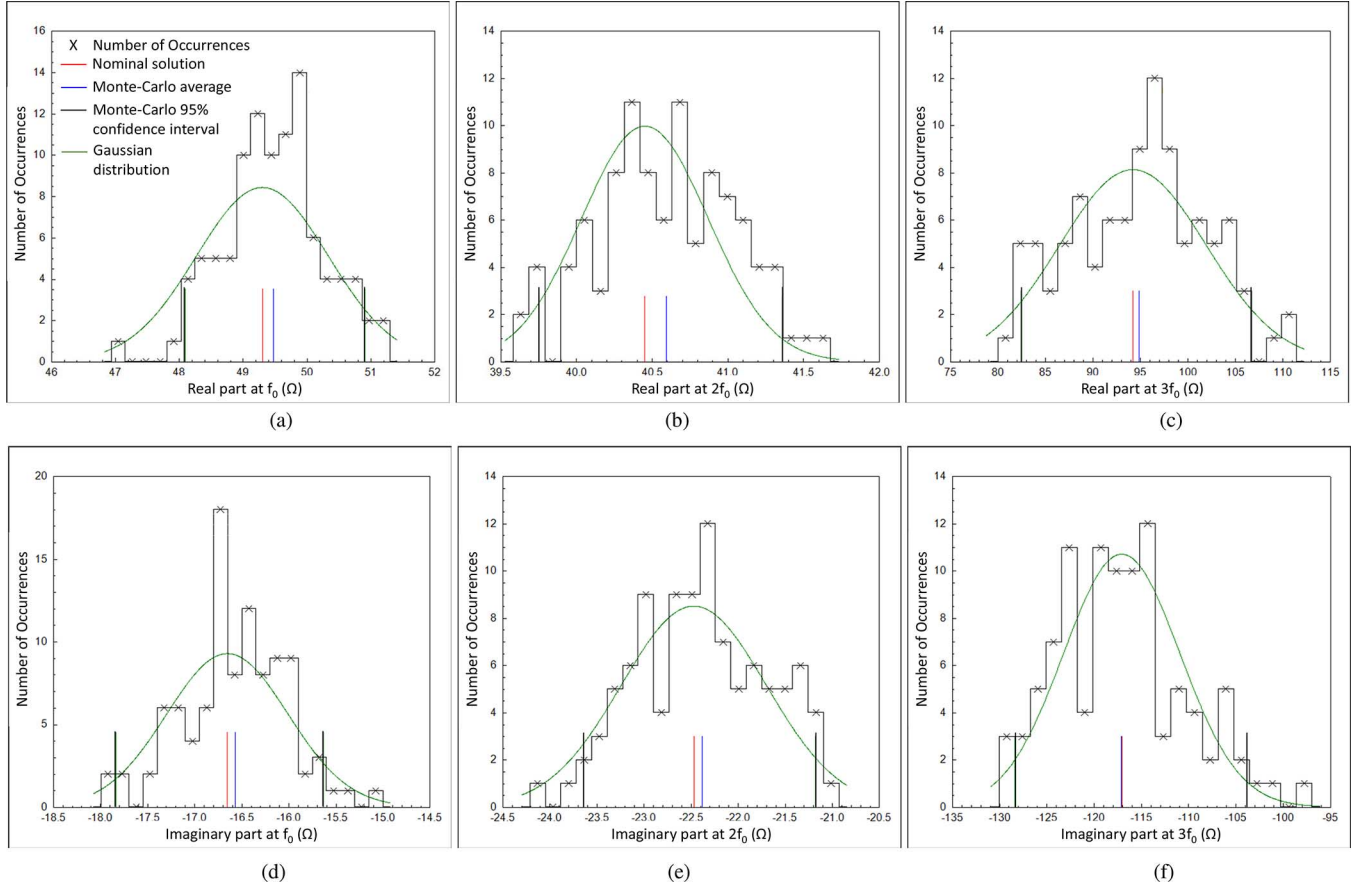 16
14
12
10
8
6
4
2
0
Number of Occurrences
X Number of Occurrences
Nominal solution
Monte-Carlo average
Monte-Carlo 95%
confidence interval
Gaussian
distribution
46 47 48 49 50 51 52
Real part at f₀ (Ω)
(a)
14
12
10
8
6
4
2
0
Number of Occurrences
39.5 40.0 40.5 41.0 41.5 42.0
Real part at 2f₀ (Ω)
(b)
14
12
10
8
6
4
2
0
Number of Occurrences
75 80 85 90 95 100 105 110 115
Real part at 3f₀ (Ω)
(c)
20
15
10
5
0
Number of Occurrences
-18.5 -18.0 -17.5 -17.0 -16.5 -16.0 -15.5 -15.0 -14.5
Imaginary part at f₀ (Ω)
(d)
14
12
10
8
6
4
2
0
Number of Occurrences
-24.5 -24.0 -23.5 -23.0 -22.5 -22.0 -21.5 -21.0 -20.5
Imaginary part at 2f₀ (Ω)
(e)
14
12
10
8
6
4
2
0
Number of Occurrences
-135 -130 -125 -120 -115 -110 -105 -100 -95
Imaginary part at 3f₀ (Ω)
(f)